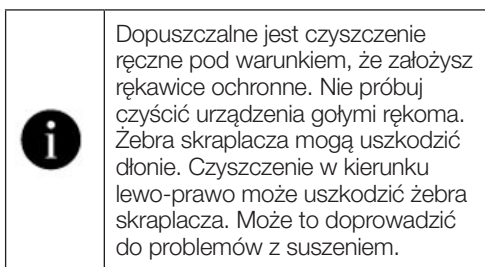 Dopuszczalne jest czyszczenie
ręczne pod warunkiem, że założysz
rękawice ochronne. Nie próbuj
czyścić urządzenia gołymi rękoma.
Żebra skraplacza mogą uszkodzić
dłonie. Czyszczenie w kierunku
lewo-prawo może uszkodzić żebra
skraplacza. Może to doprowadzić
do problemów z suszeniem.